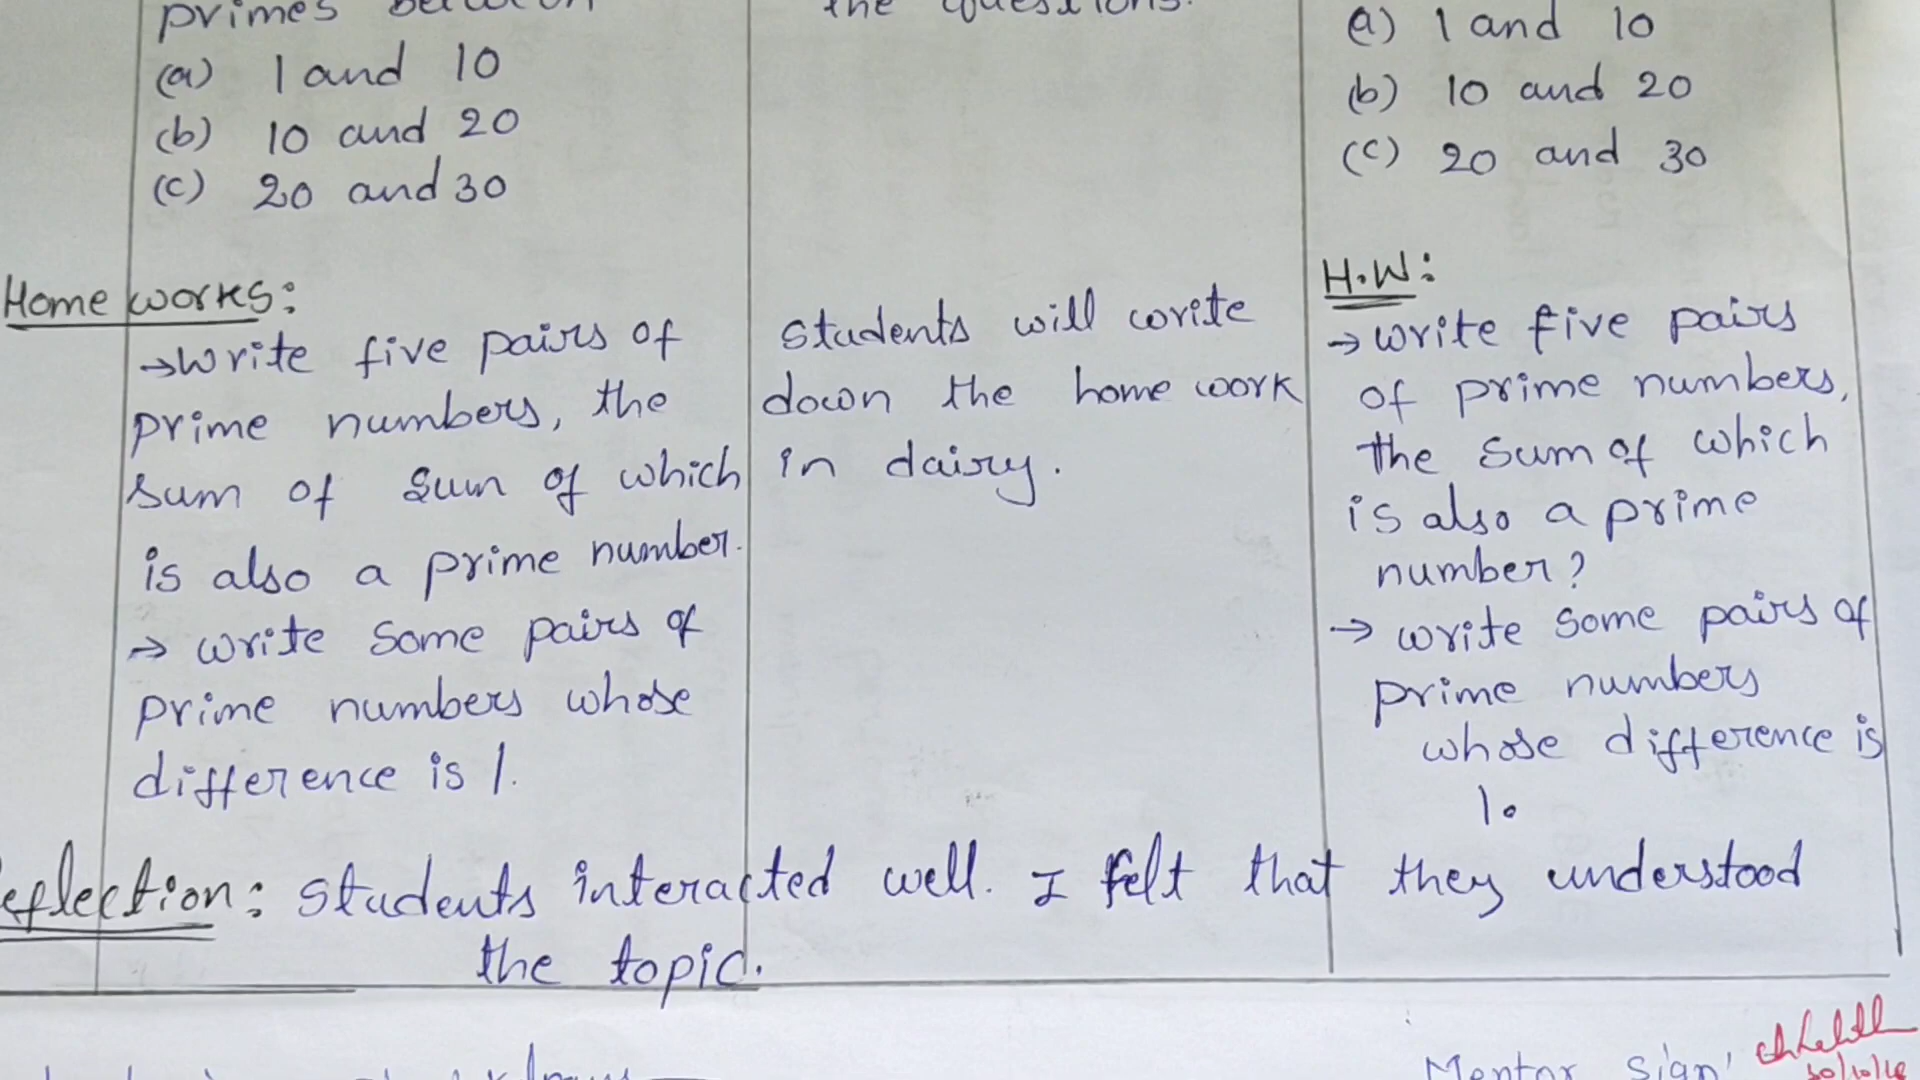 primes between
(a) 1 and 10
(b) 10 and 20
(c) 20 and 30
Home works:
→Write five pairs of
prime numbers, the
sum of sum of which
is also a prime number.
→ write some pairs of
prime numbers whose
difference is 1.
the questions.
students will write
down the home work
in dairy.
a) 1 and 10
(b) 10 and 20
(c) 20 and 30
H.W:
→ write five pairs
of prime numbers,
the sum of which
is also a prime
number?
→ write some pairs of
prime numbers
whose difference is
1.
eflection: students interacted well. I felt that they understood
the topic.
Mentor sign'